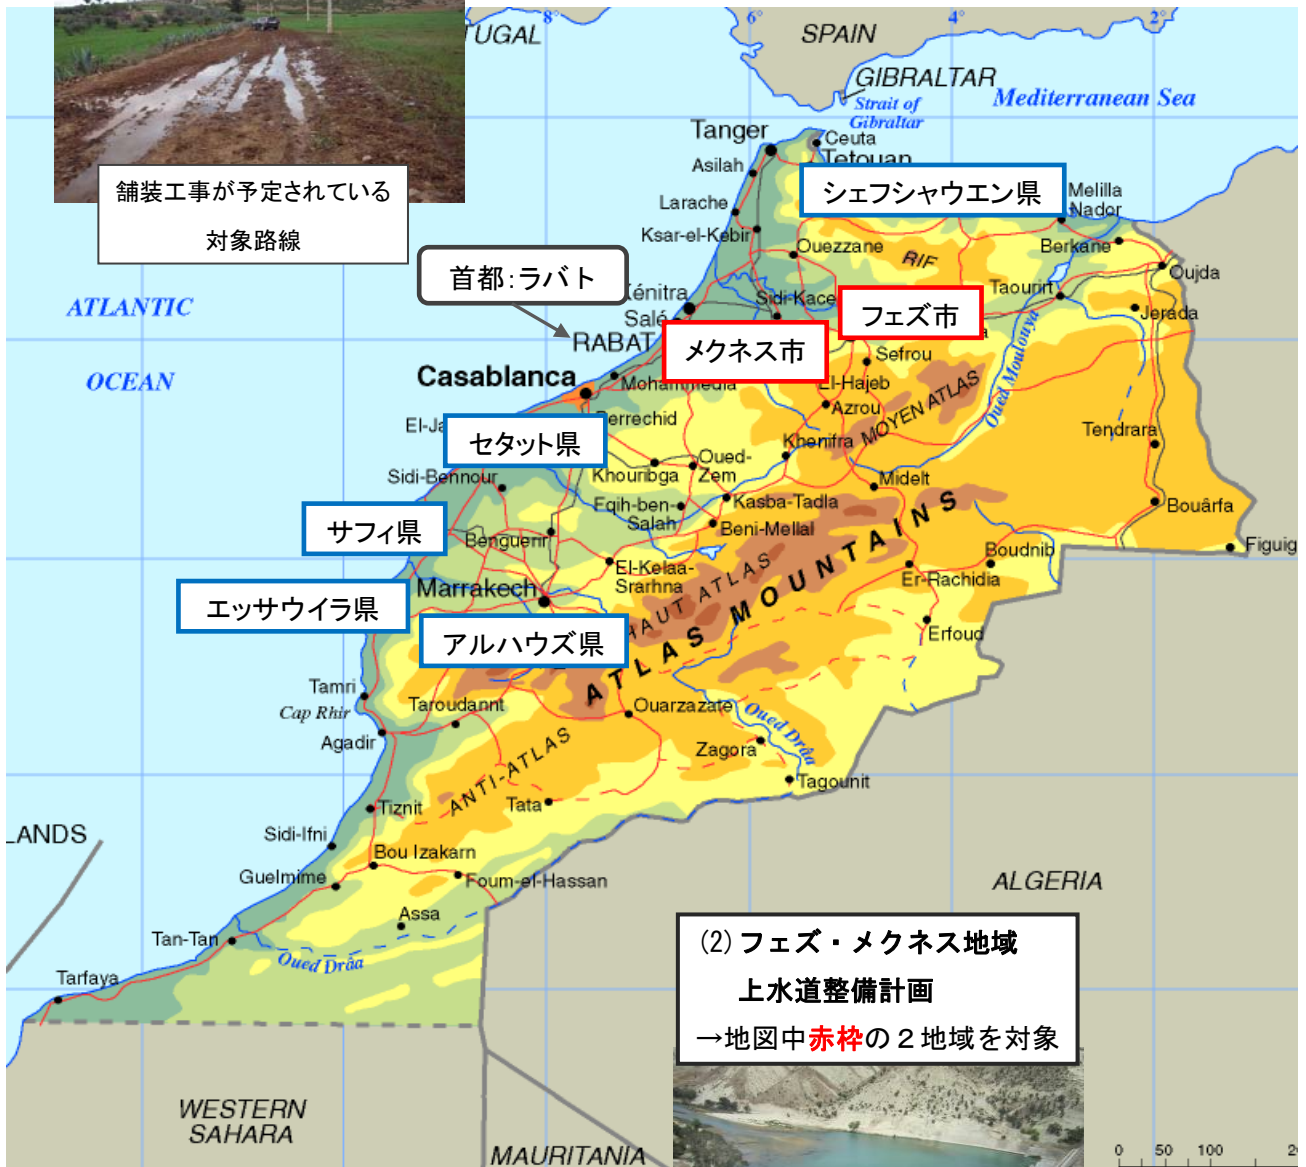 8°
6°
4°
2°
TUGAL
SPAIN
GIBRALTAR
Strait of
Gibraltar
Mediterranean Sea
舗装工事が予定されている
対象路線
Tanger
Ceuta
Tetouan
Asilah
シェフシャウエン県
Melilla
Nador
Larache
Ksar-el-Kebir
Ouezzane
RIF
Berkane
Oujda
首都：ラバト
Taourirt
Jerada
ATLANTIC
OCEAN
Kénitra
Sidi-Kace
フェズ市
Salé
RABAT
メクネス市
Sefrou
Oued Moulouya
Casablanca
Mohammedia
El-Hajeb
Azrou
MOYEN ATLAS
El-Ja
Berrechid
セタット県
Khenifra
Tendrara
Khouribga
Oued-
Zem
Sidi-Bennour
Midelt
Fqih-ben-
Salah
Kasba-Tadla
Bouârfa
サフィ県
Benguerir
Beni-Mellal
Boudnib
Figuig
El-Kelaa-
Srarhna
Er-Rachidia
Marrakech
エッサウイラ県
HAUT ATLAS
ATLAS MOUNTAINS
Erfoud
アルハウズ県
Tamri
Cap Rhir
Taroudannt
Ouarzazate
Agadir
Oued Drâa
Zagora
ANTI-ATLAS
Tagounit
Tiznit
Tata
LANDS
Sidi-Ifni
Bou Izakarn
Guelmime
Foum-el-Hassan
ALGERIA
Assa
Tan-Tan
Oued Drâa
Tarfaya
(2) フェズ・メクネス地域
上水道整備計画
→地図中赤枠の２地域を対象
WESTERN
SAHARA
MAURITANIA
0 50 100